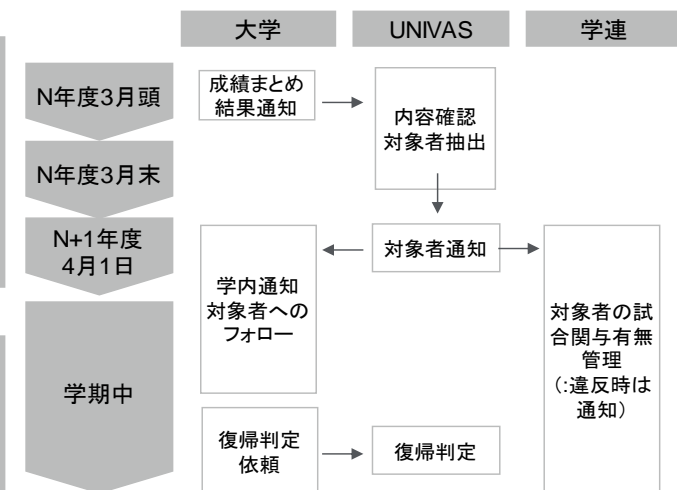 大学
UNIVAS
学連
N年度3月頭
成績まとめ
結果通知
内容確認
対象者抽出
N年度3月末
N+1年度
4月1日
対象者通知
学内通知
対象者への
フォロー
対象者の試
合関与有無
管理
(:違反時は
通知)
学期中
復帰判定
依頼
復帰判定